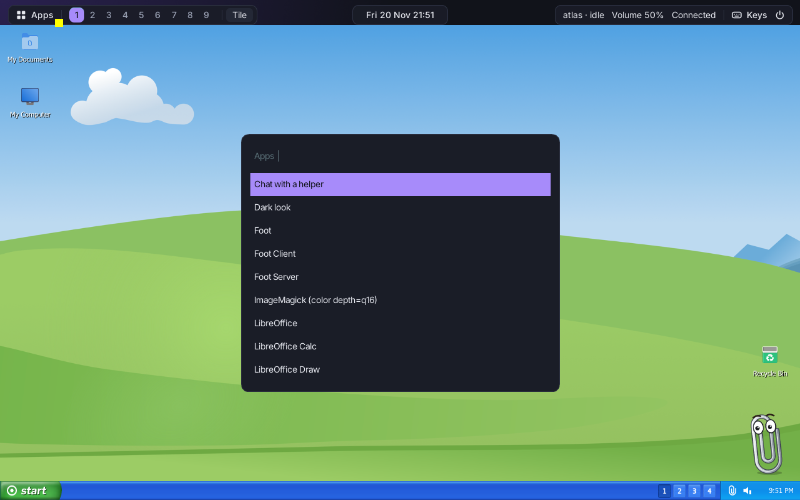 Apps 1 2 3 4 5 6 7 8 9 Tile Fri 20 Nov 21:51 atlas · idle Volume 50% Connected Keys
My Documents
My Computer
Apps
Chat with a helper
Dark look
Foot
Foot Client
Foot Server
ImageMagick (color depth=q16)
LibreOffice
LibreOffice Calc
LibreOffice Draw
Recycle Bin
start 1 2 3 4 9:51 PM